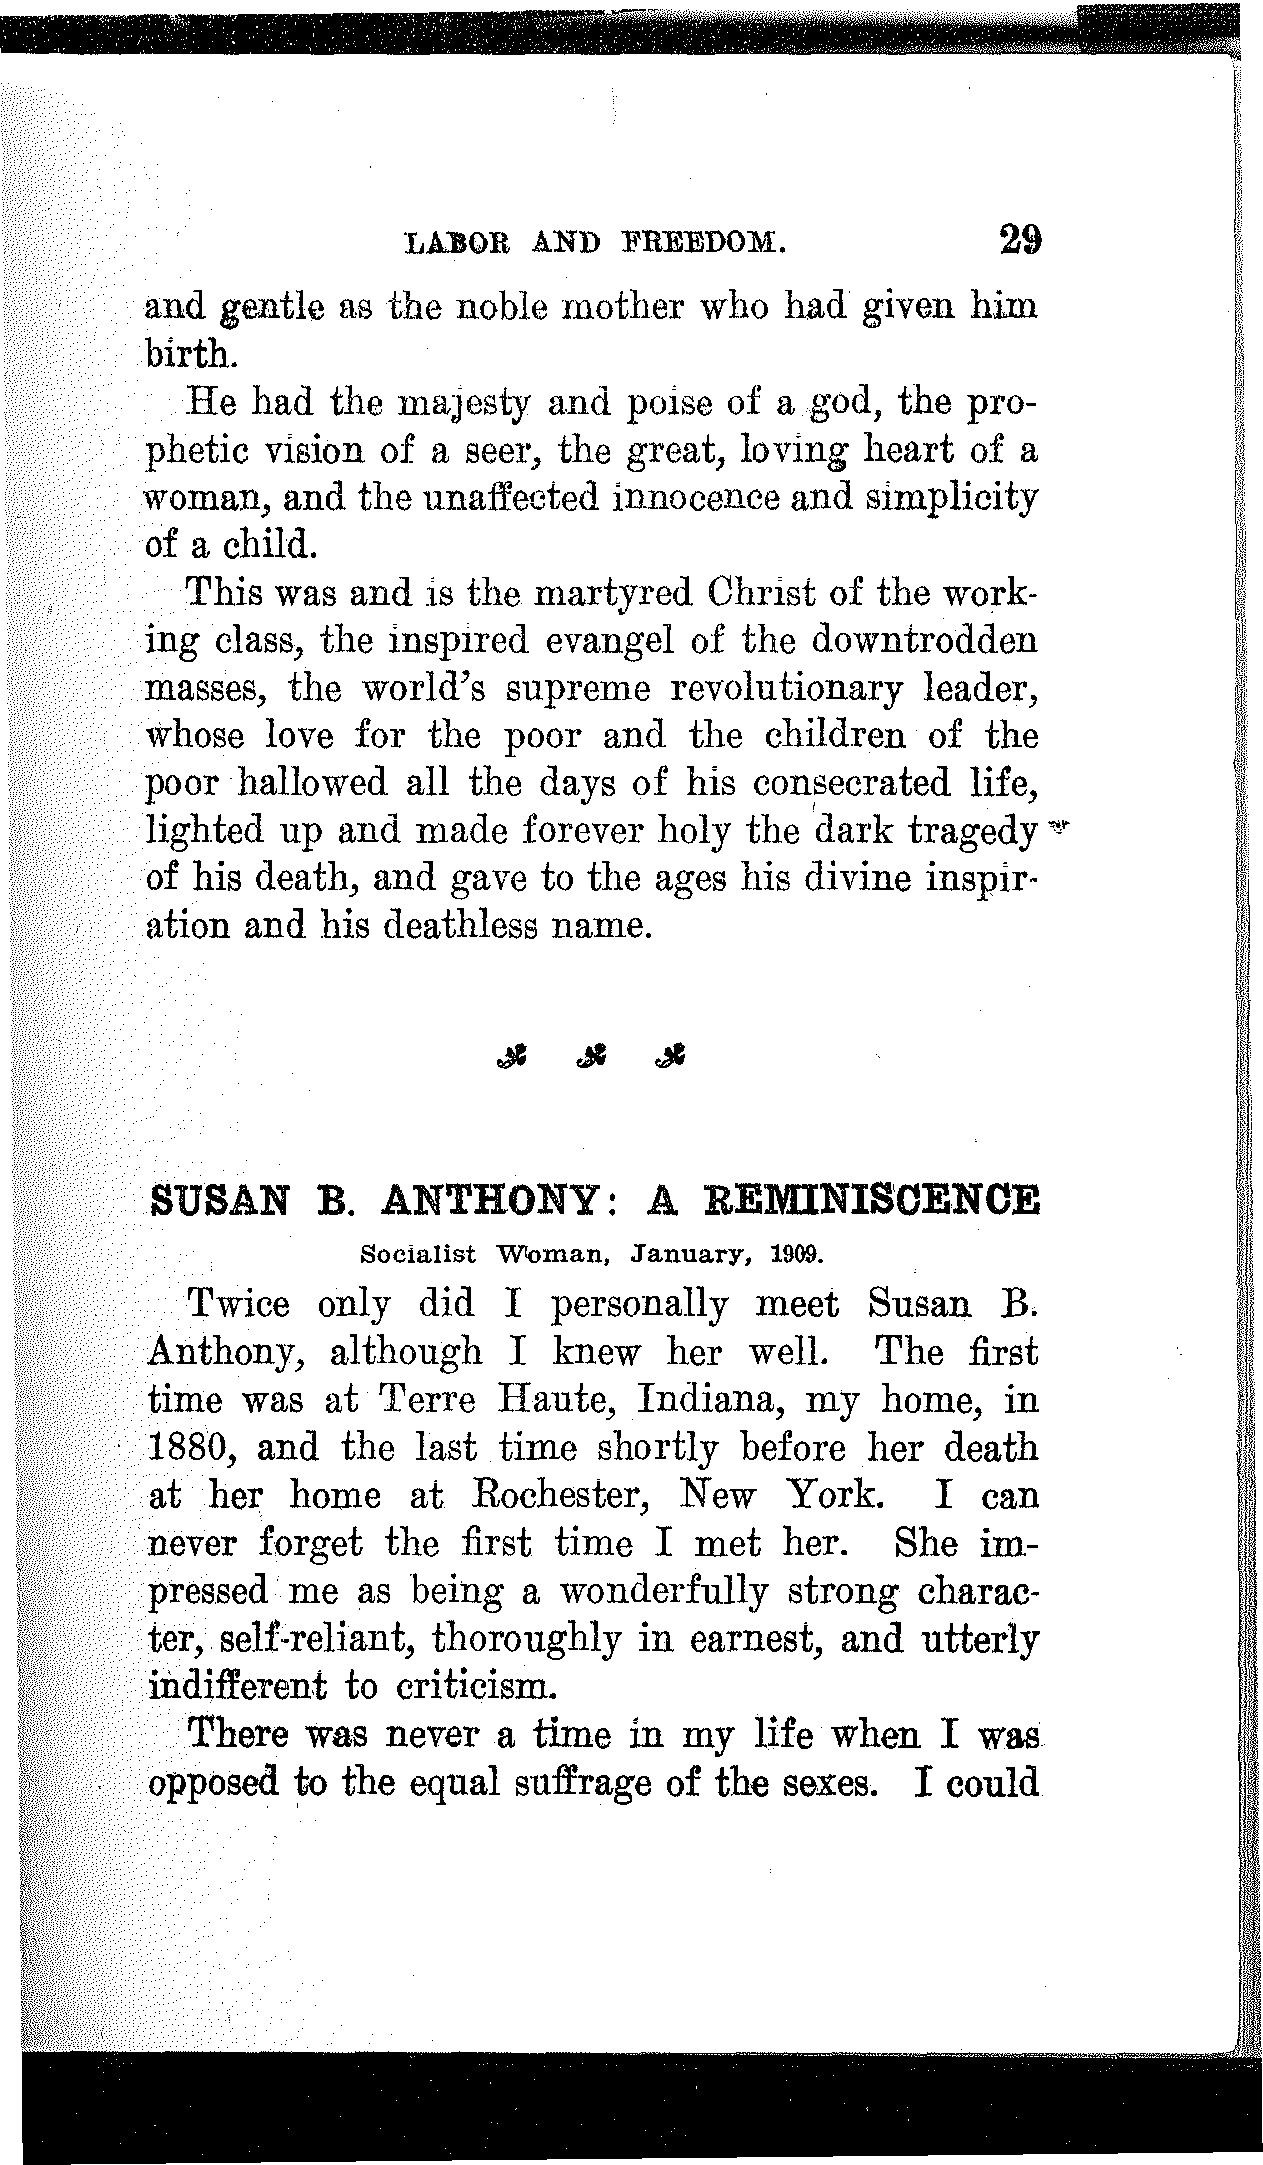 LABOR AND FREEDOM. 29
and gentle as the noble mother who had given him
birth.
He had the majesty and poise of a god, the pro-
phetic vision of a seer, the great, loving heart of a
woman, and the unaffected innocence and simplicity
of a child.
This was and is the martyred Christ of the work-
ing class, the inspired evangel of the downtrodden
masses, the world's supreme revolutionary leader,
whose love for the poor and the children of the
poor hallowed all the days of his consecrated life,
lighted up and made forever holy the dark tragedy
of his death, and gave to the ages his divine inspir-
ation and his deathless name.
SUSAN B. ANTHONY: A REMINISCENCE
Socialist Woman, January, 1909.
Twice only did I personally meet Susan B.
Anthony, although I knew her well. The first
time was at Terre Haute, Indiana, my home, in
1880, and the last time shortly before her death
at her home at Rochester, New York. I can
never forget the first time I met her. She im-
pressed me as being a wonderfully strong charac-
ter, self-reliant, thoroughly in earnest, and utterly
indifferent to criticism.
There was never a time in my life when I was
opposed to the equal suffrage of the sexes. I could